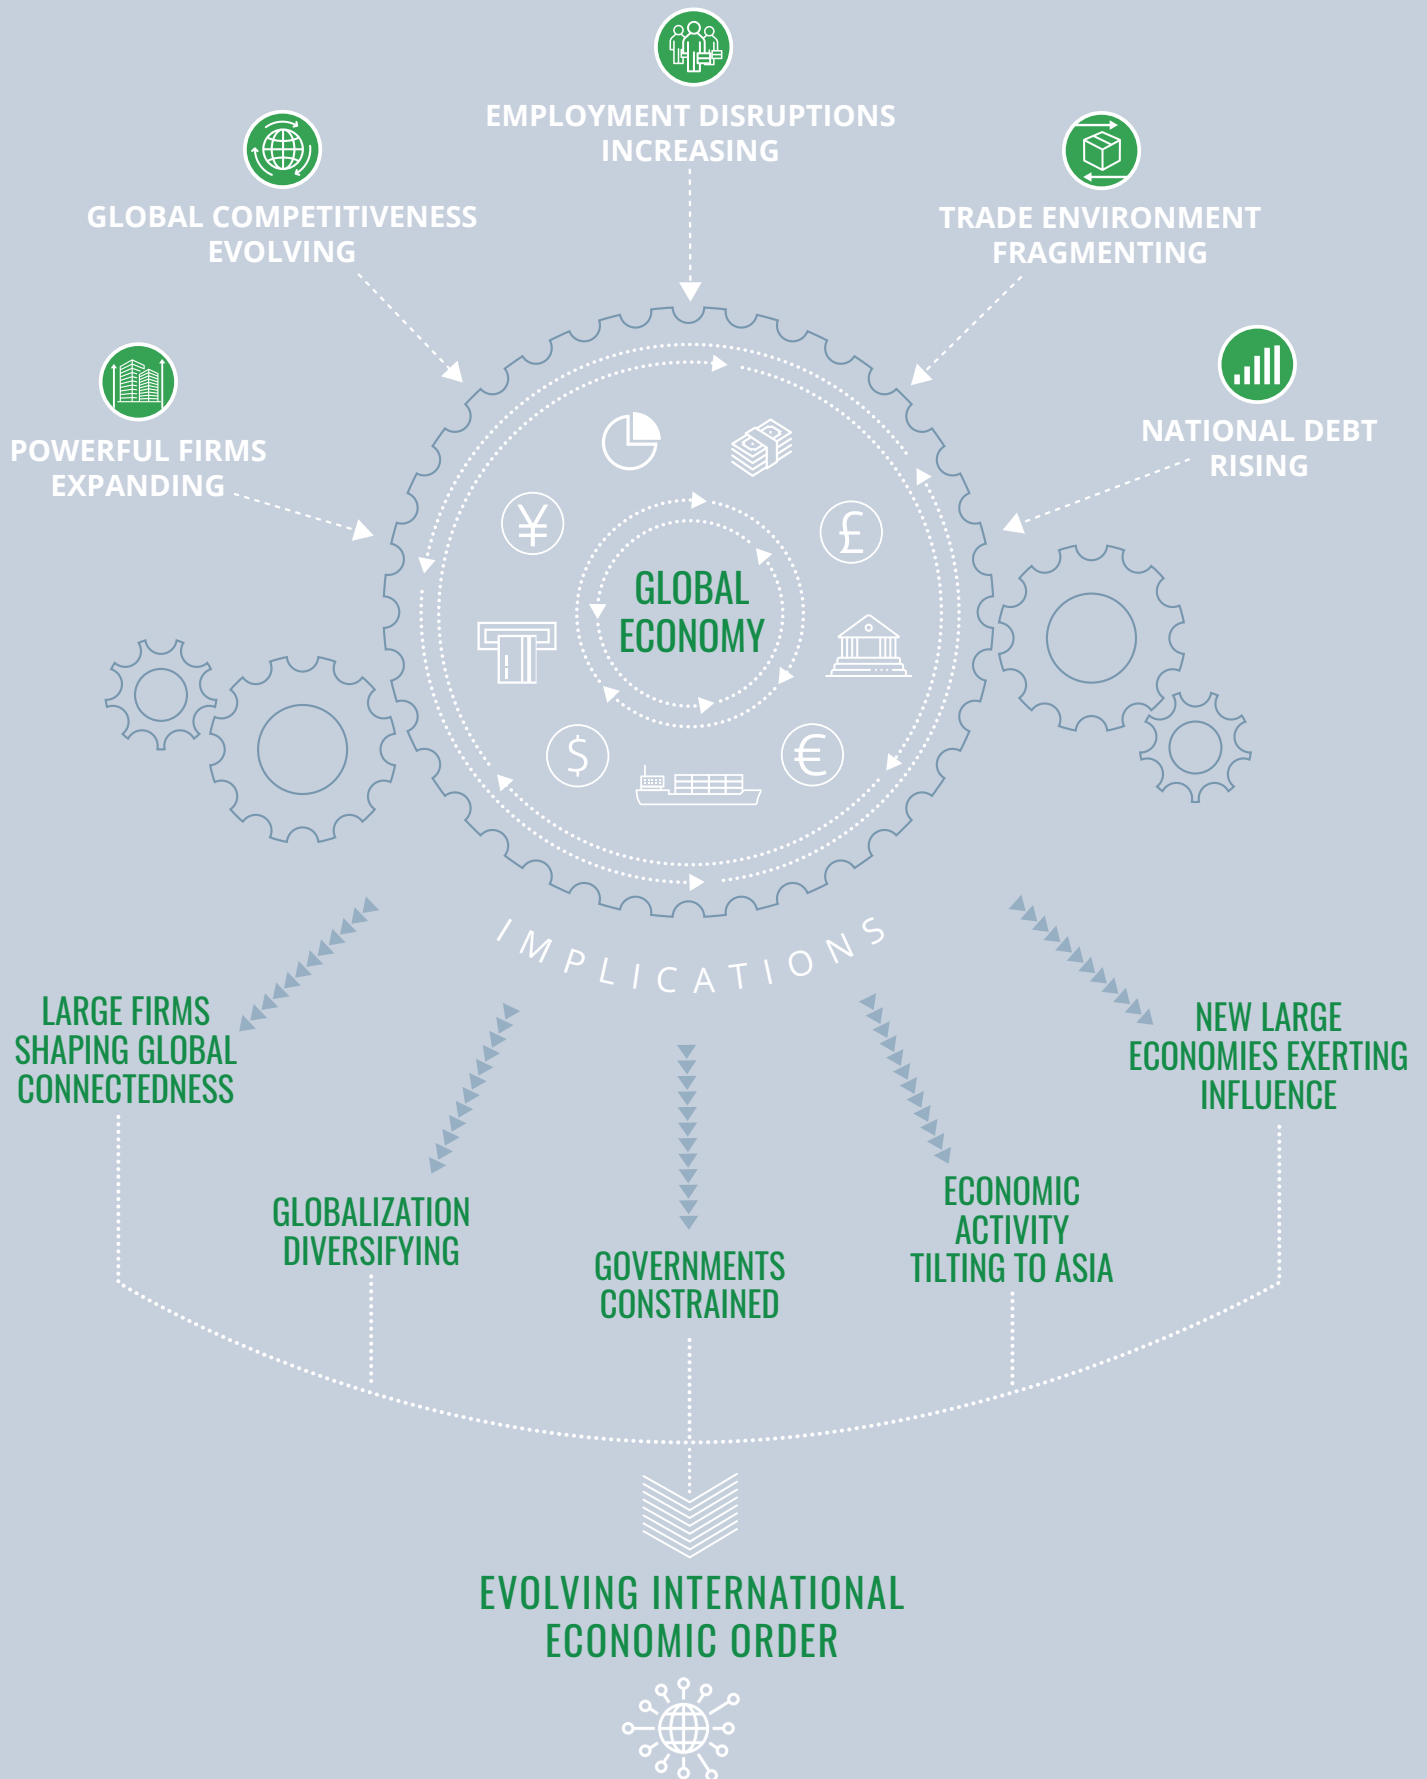 EMPLOYMENT DISRUPTIONS
INCREASING
GLOBAL COMPETITIVENESS
EVOLVING
TRADE ENVIRONMENT
FRAGMENTING
POWERFUL FIRMS
EXPANDING
NATIONAL DEBT
RISING
¥
£
GLOBAL
ECONOMY
$
€
IMPLICATIONS
LARGE FIRMS
SHAPING GLOBAL
CONNECTEDNESS
NEW LARGE
ECONOMIES EXERTING
INFLUENCE
GLOBALIZATION
DIVERSIFYING
GOVERNMENTS
CONSTRAINED
ECONOMIC
ACTIVITY
TILTING TO ASIA
EVOLVING INTERNATIONAL
ECONOMIC ORDER